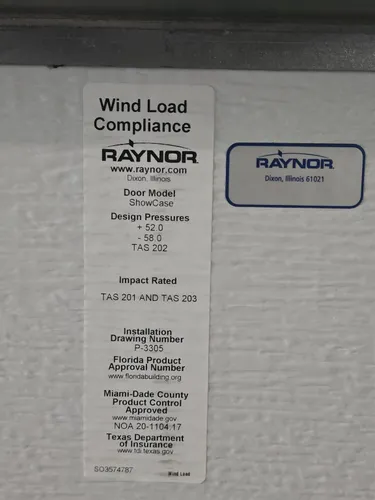 Wind Load
Compliance
RAYNOR
www.raynor.com
Dixon, Illinois
Door Model
ShowCase
Design Pressures
+ 52.0
- 58.0
TAS 202
Impact Rated
TAS 201 AND TAS 203
Installation
Drawing Number
P-3305
Florida Product
Approval Number
www.floridabuilding.org
Miami-Dade County
Product Control
Approved
www.miamidade.gov
NOA 20-1104.17
Texas Department
of Insurance
www.tdi.texas.gov
SO3574787 Wind Load
RAYNOR
Dixon, Illinois 61021